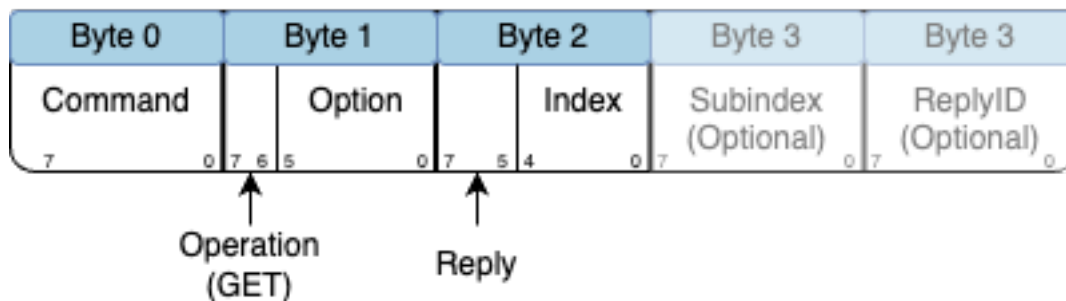 Byte 0 Byte 1 Byte 2 Byte 3 Byte 3
Command Option Index Subindex (Optional) ReplyID (Optional)
7 0 7 6 5 0 7 5 4 0 7 0 7 0
Operation (GET)
Reply